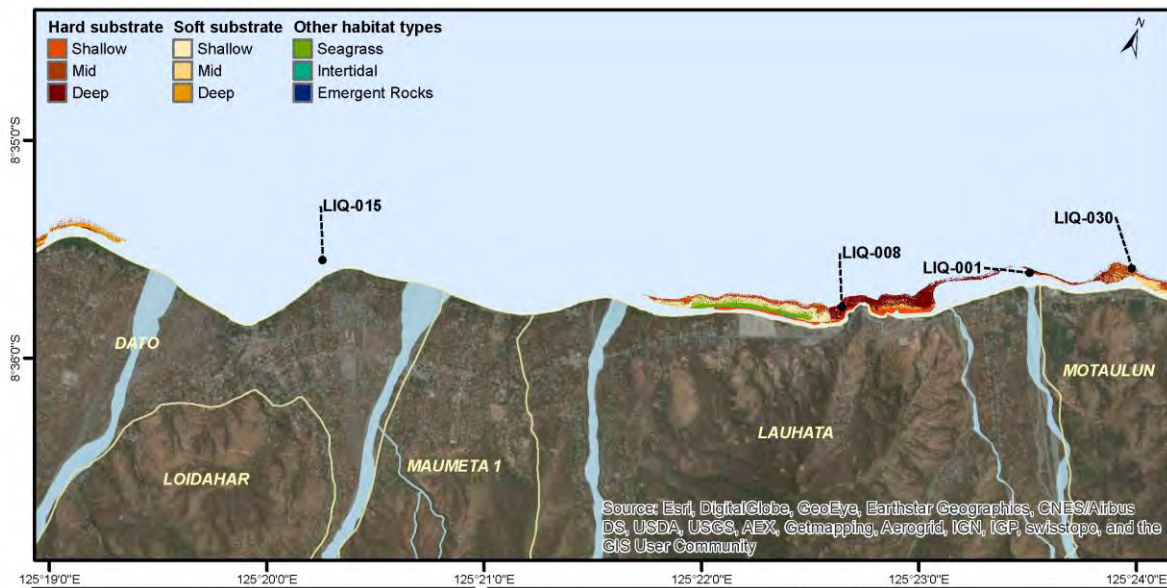 Hard substrate
Shallow
Mid
Deep
Soft substrate
Shallow
Mid
Deep
Other habitat types
Seagrass
Intertidal
Emergent Rocks
N
8°35'0"S
8°36'0"S
LIQ-015
LIQ-008
LIQ-001
LIQ-030
DATO
LOIDAHAR
MAUMETA 1
LAUHATA
MOTAULUN
Source: Esri, DigitalGlobe, GeoEye, Earthstar Geographics, CNES/Airbus
DS, USDA, USGS, AEX, Getmapping, Aerogrid, IGN, IGP, swisstopo, and the
GIS User Community
125°19'0"E
125°20'0"E
125°21'0"E
125°22'0"E
125°23'0"E
125°24'0"E